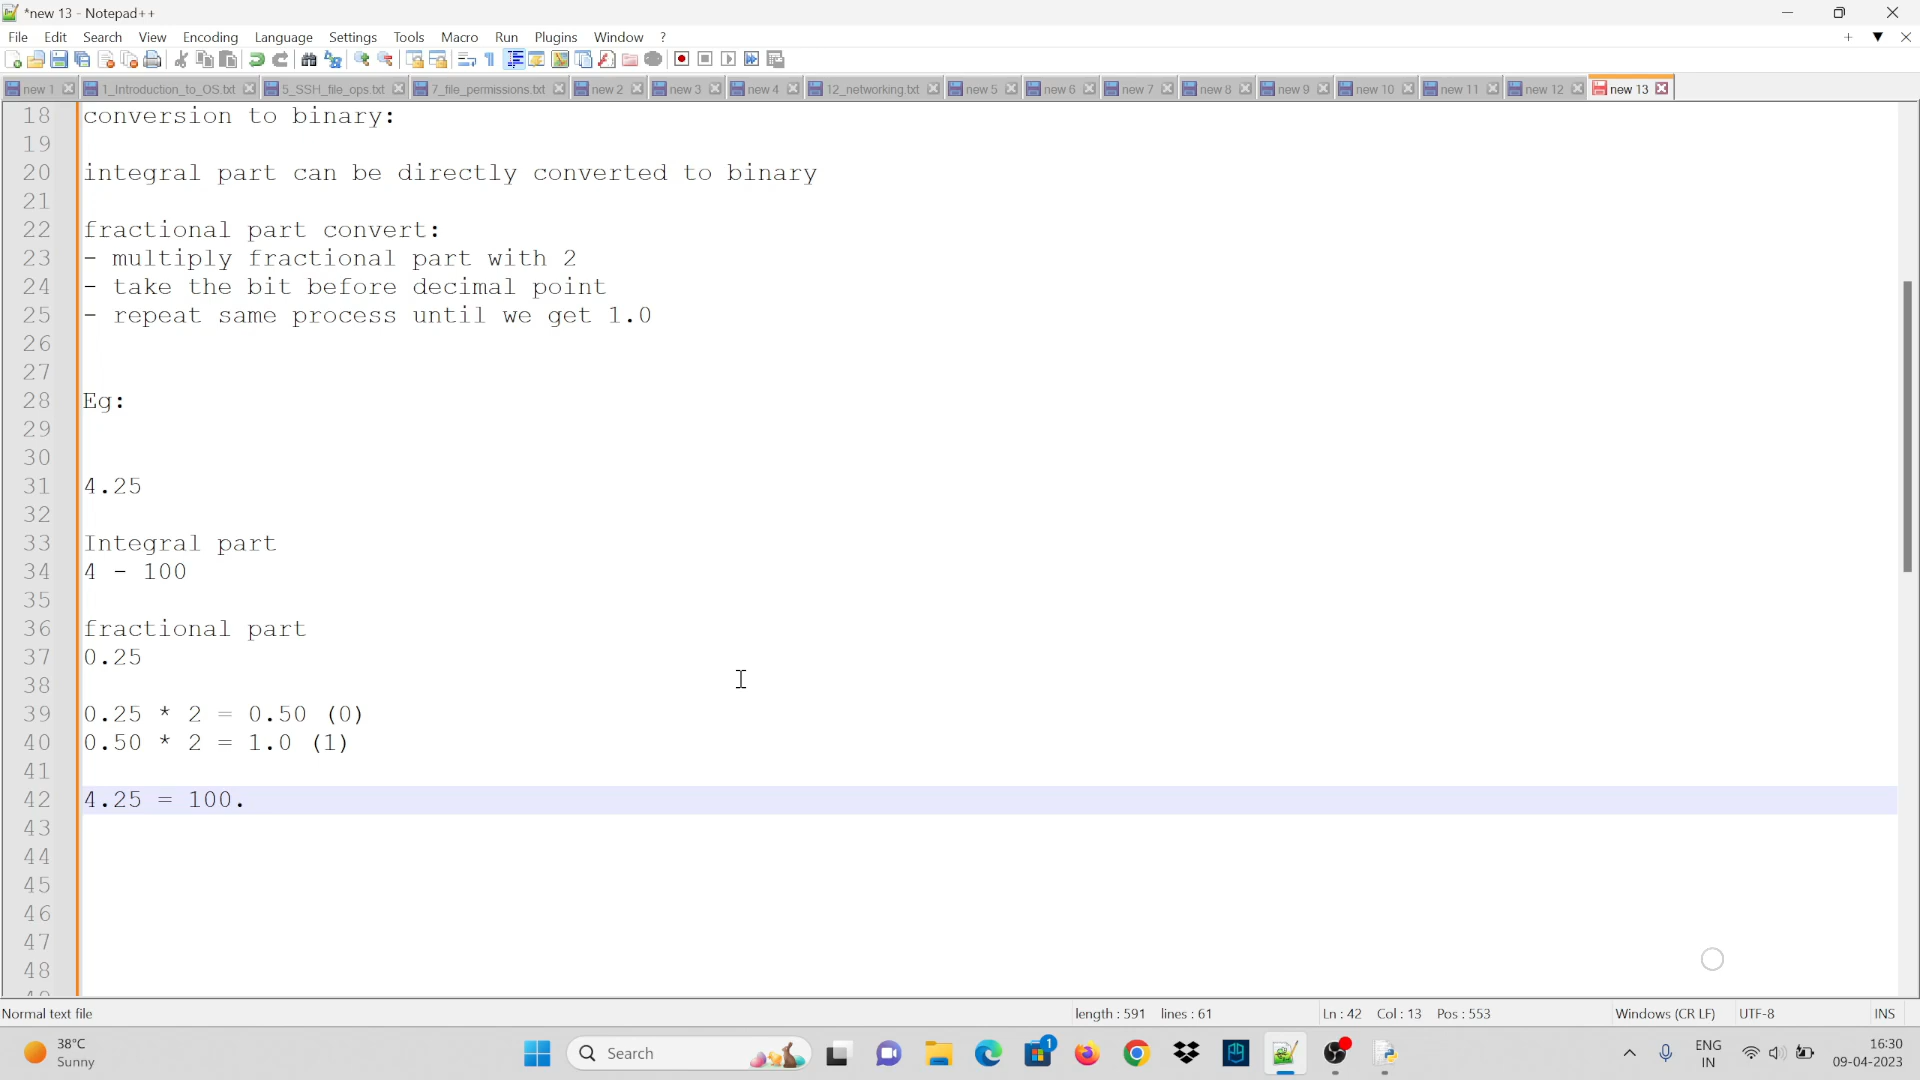 *new 13 - Notepad++
File Edit Search View Encoding Language Settings Tools Macro Run Plugins Window ?
new 1 1_Introduction_to_OS.txt 5_SSH_file_ops.txt 7_file_permissions.txt new 2 new 3 new 4 12_networking.txt new 5 new 6 new 7 new 8 new 9 new 10 new 11 new 12 new 13
18 conversion to binary:
19
20 integral part can be directly converted to binary
21
22 fractional part convert:
23 - multiply fractional part with 2
24 - take the bit before decimal point
25 - repeat same process until we get 1.0
26
27
28 Eg:
29
30
31 4.25
32
33 Integral part
34 4 - 100
35
36 fractional part
37 0.25
38
39 0.25 * 2 = 0.50 (0)
40 0.50 * 2 = 1.0 (1)
41
42 4.25 = 100.
43
44
45
46
47
48
Normal text file length : 591 lines : 61 Ln : 42 Col : 13 Pos : 553 Windows (CR LF) UTF-8 INS
38°C
Sunny
Search
1
ENG
IN
16:30
09-04-2023